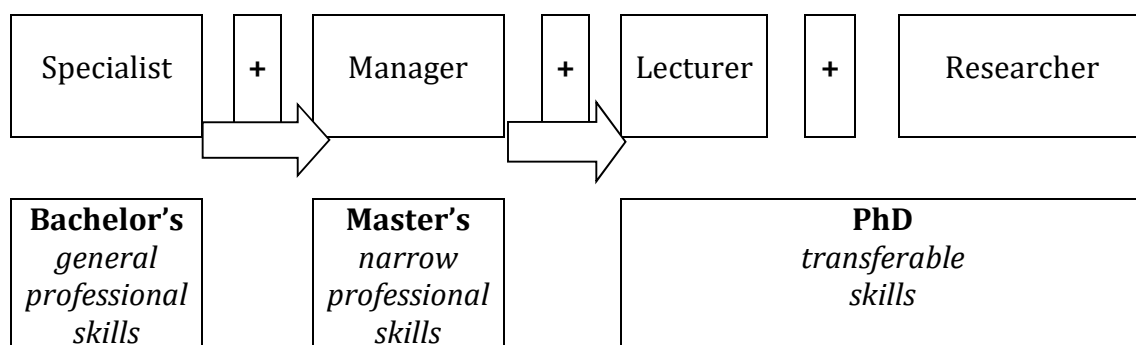 Specialist + Manager + Lecturer + Researcher
Bachelor’s
general
professional
skills
Master’s
narrow
professional
skills
PhD
transferable
skills